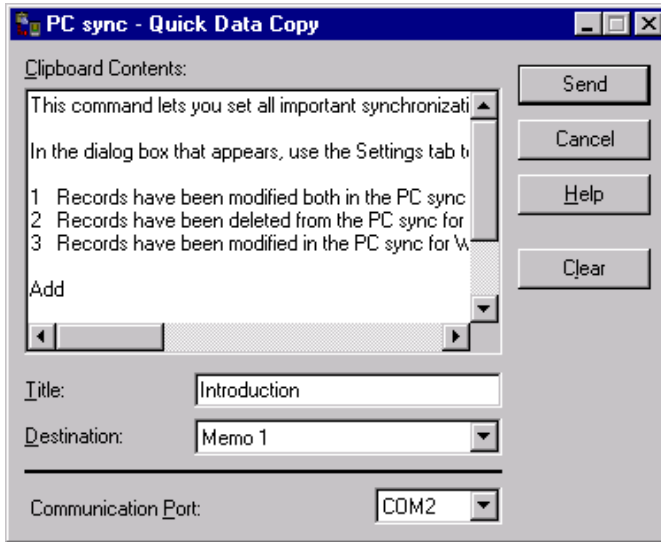 PC sync - Quick Data Copy
Clipboard Contents:
This command lets you set all important synchronizati
In the dialog box that appears, use the Settings tab t
1 Records have been modified both in the PC sync
2 Records have been deleted from the PC sync for
3 Records have been modified in the PC sync for W
Add
Send
Cancel
Help
Clear
Title:
Introduction
Destination:
Memo 1
Communication Port:
COM2